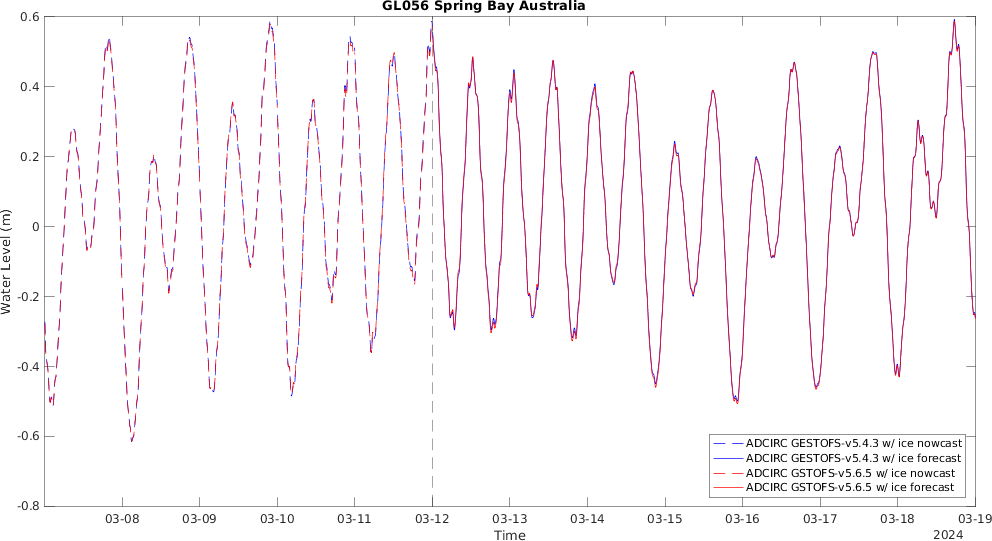 GL056 Spring Bay Australia
0.6
0.4
0.2
0
-0.2
-0.4
-0.6
-0.8
Water Level (m)
ADCIRC GESTOFS-v5.4.3 w/ ice nowcast
ADCIRC GESTOFS-v5.4.3 w/ ice forecast
ADCIRC GSTOFS-v5.6.5 w/ ice nowcast
ADCIRC GSTOFS-v5.6.5 w/ ice forecast
03-08 03-09 03-10 03-11 03-12 03-13 03-14 03-15 03-16 03-17 03-18 03-19
Time
2024